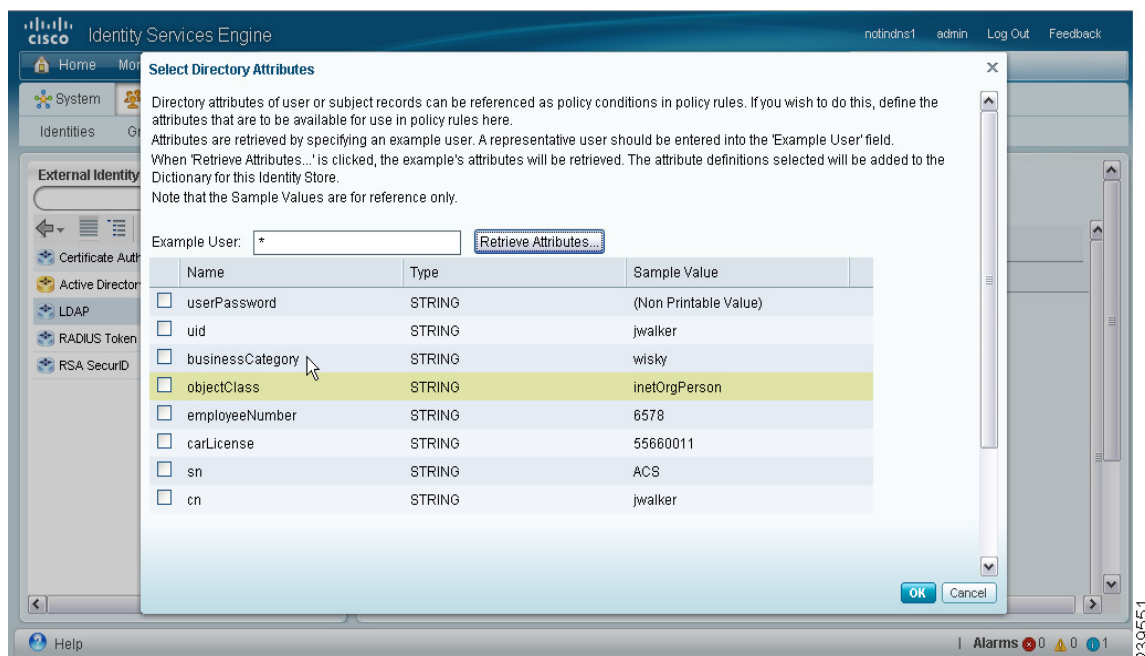 CISCO Identity Services Engine
notindns1 admin Log Out Feedback
Home Mor
System
Identities Gr
External Identity
Certificate Auth
Active Director
LDAP
RADIUS Token
RSA SecurID
Select Directory Attributes
Directory attributes of user or subject records can be referenced as policy conditions in policy rules. If you wish to do this, define the
attributes that are to be available for use in policy rules here.
Attributes are retrieved by specifying an example user. A representative user should be entered into the 'Example User' field.
When 'Retrieve Attributes...' is clicked, the example's attributes will be retrieved. The attribute definitions selected will be added to the
Dictionary for this Identity Store.
Note that the Sample Values are for reference only.
Example User: * Retrieve Attributes...
Name Type Sample Value
userPassword STRING (Non Printable Value)
uid STRING jwalker
businessCategory STRING wisky
objectClass STRING inetOrgPerson
employeeNumber STRING 6578
carLicense STRING 55660011
sn STRING ACS
cn STRING jwalker
OK Cancel
Help
Alarms 0 0 1
239551